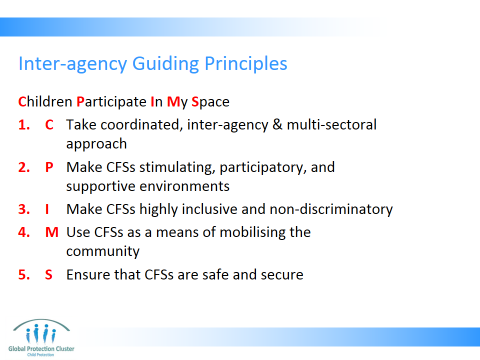 Inter-agency Guiding Principles
Children Participate In My Space
1. C Take coordinated, inter-agency & multi-sectoral
approach
2. P Make CFSs stimulating, participatory, and
supportive environments
3. I Make CFSs highly inclusive and non-discriminatory
4. M Use CFSs as a means of mobilising the
community
5. S Ensure that CFSs are safe and secure
Global Protection Cluster
Child Protection